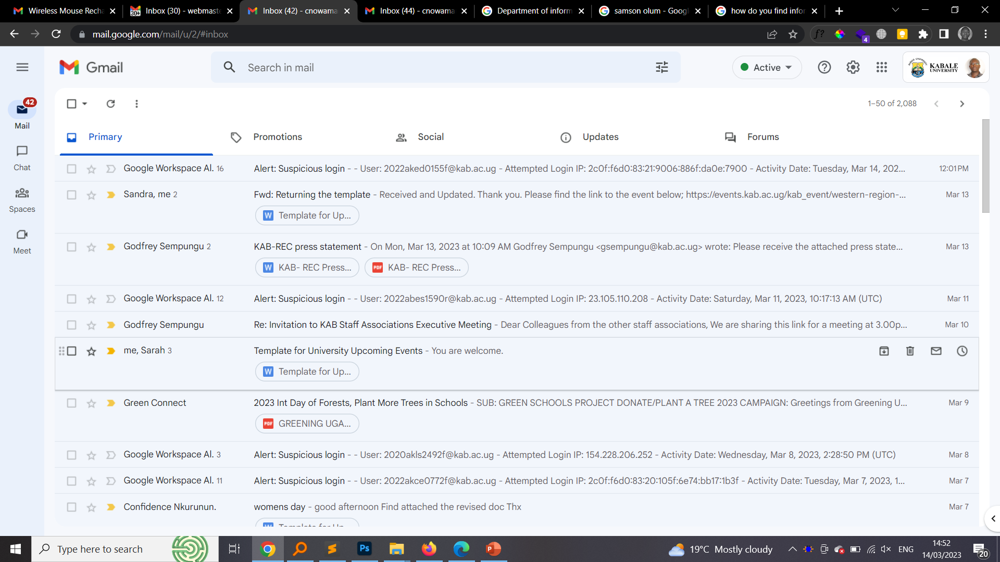 Wireless Mouse Recha
Inbox (30) - webmaste
Inbox (42) - cnowama
Inbox (44) - cnowama
Department of inform
samson olum - Googl
how do you find infor
mail.google.com/mail/u/2/#inbox
f?
4
Gmail
Search in mail
Active
KABALE UNIVERSITY
42
Mail
Chat
Spaces
Meet
1–50 of 2,088
Primary
Promotions
Social
Updates
Forums
Google Workspace Al. 16 Alert: Suspicious login - - User: 2022aked0155f@kab.ac.ug - Attempted Login IP: 2c0f:f6d0:83:21:9006:886f:da0e:7900 - Activity Date: Tuesday, Mar 14, 202... 12:01 PM
Sandra, me 2 Fwd: Returning the template - Received and Updated. Thank you. Please find the link to the event below; https://events.kab.ac.ug/kab_event/western-region-... Mar 13
Template for Up...
Godfrey Sempungu 2 KAB-REC press statement - On Mon, Mar 13, 2023 at 10:09 AM Godfrey Sempungu <gsempungu@kab.ac.ug> wrote: Please receive the attached press state... Mar 13
KAB- REC Press... KAB- REC Press...
Google Workspace Al. 12 Alert: Suspicious login - - User: 2022abes1590r@kab.ac.ug - Attempted Login IP: 23.105.110.208 - Activity Date: Saturday, Mar 11, 2023, 10:17:13 AM (UTC) Mar 11
Godfrey Sempungu Re: Invitation to KAB Staff Associations Executive Meeting - Dear Colleagues from the other staff associations, We are sharing this link for a meeting at 3.00p... Mar 10
me, Sarah 3 Template for University Upcoming Events - You are welcome.
Template for Up...
Green Connect 2023 Int Day of Forests, Plant More Trees in Schools - SUB: GREEN SCHOOLS PROJECT DONATE/PLANT A TREE 2023 CAMPAIGN: Greetings from Greening U... Mar 9
GREENING UGA...
Google Workspace Al. 3 Alert: Suspicious login - - User: 2020akls2492f@kab.ac.ug - Attempted Login IP: 154.228.206.252 - Activity Date: Wednesday, Mar 8, 2023, 2:28:50 PM (UTC) Mar 8
Google Workspace Al. 11 Alert: Suspicious login - - User: 2022akce0772f@kab.ac.ug - Attempted Login IP: 2c0f:f6d0:83:20:105f:6e74:bb17:1b3f - Activity Date: Tuesday, Mar 7, 2023, 1... Mar 7
Confidence Nkurunun. womens day - good afternoon Find attached the revised doc Thx Mar 7
Template for Up...
Type here to search
19°C Mostly cloudy
ENG
14:52
14/03/2023
20